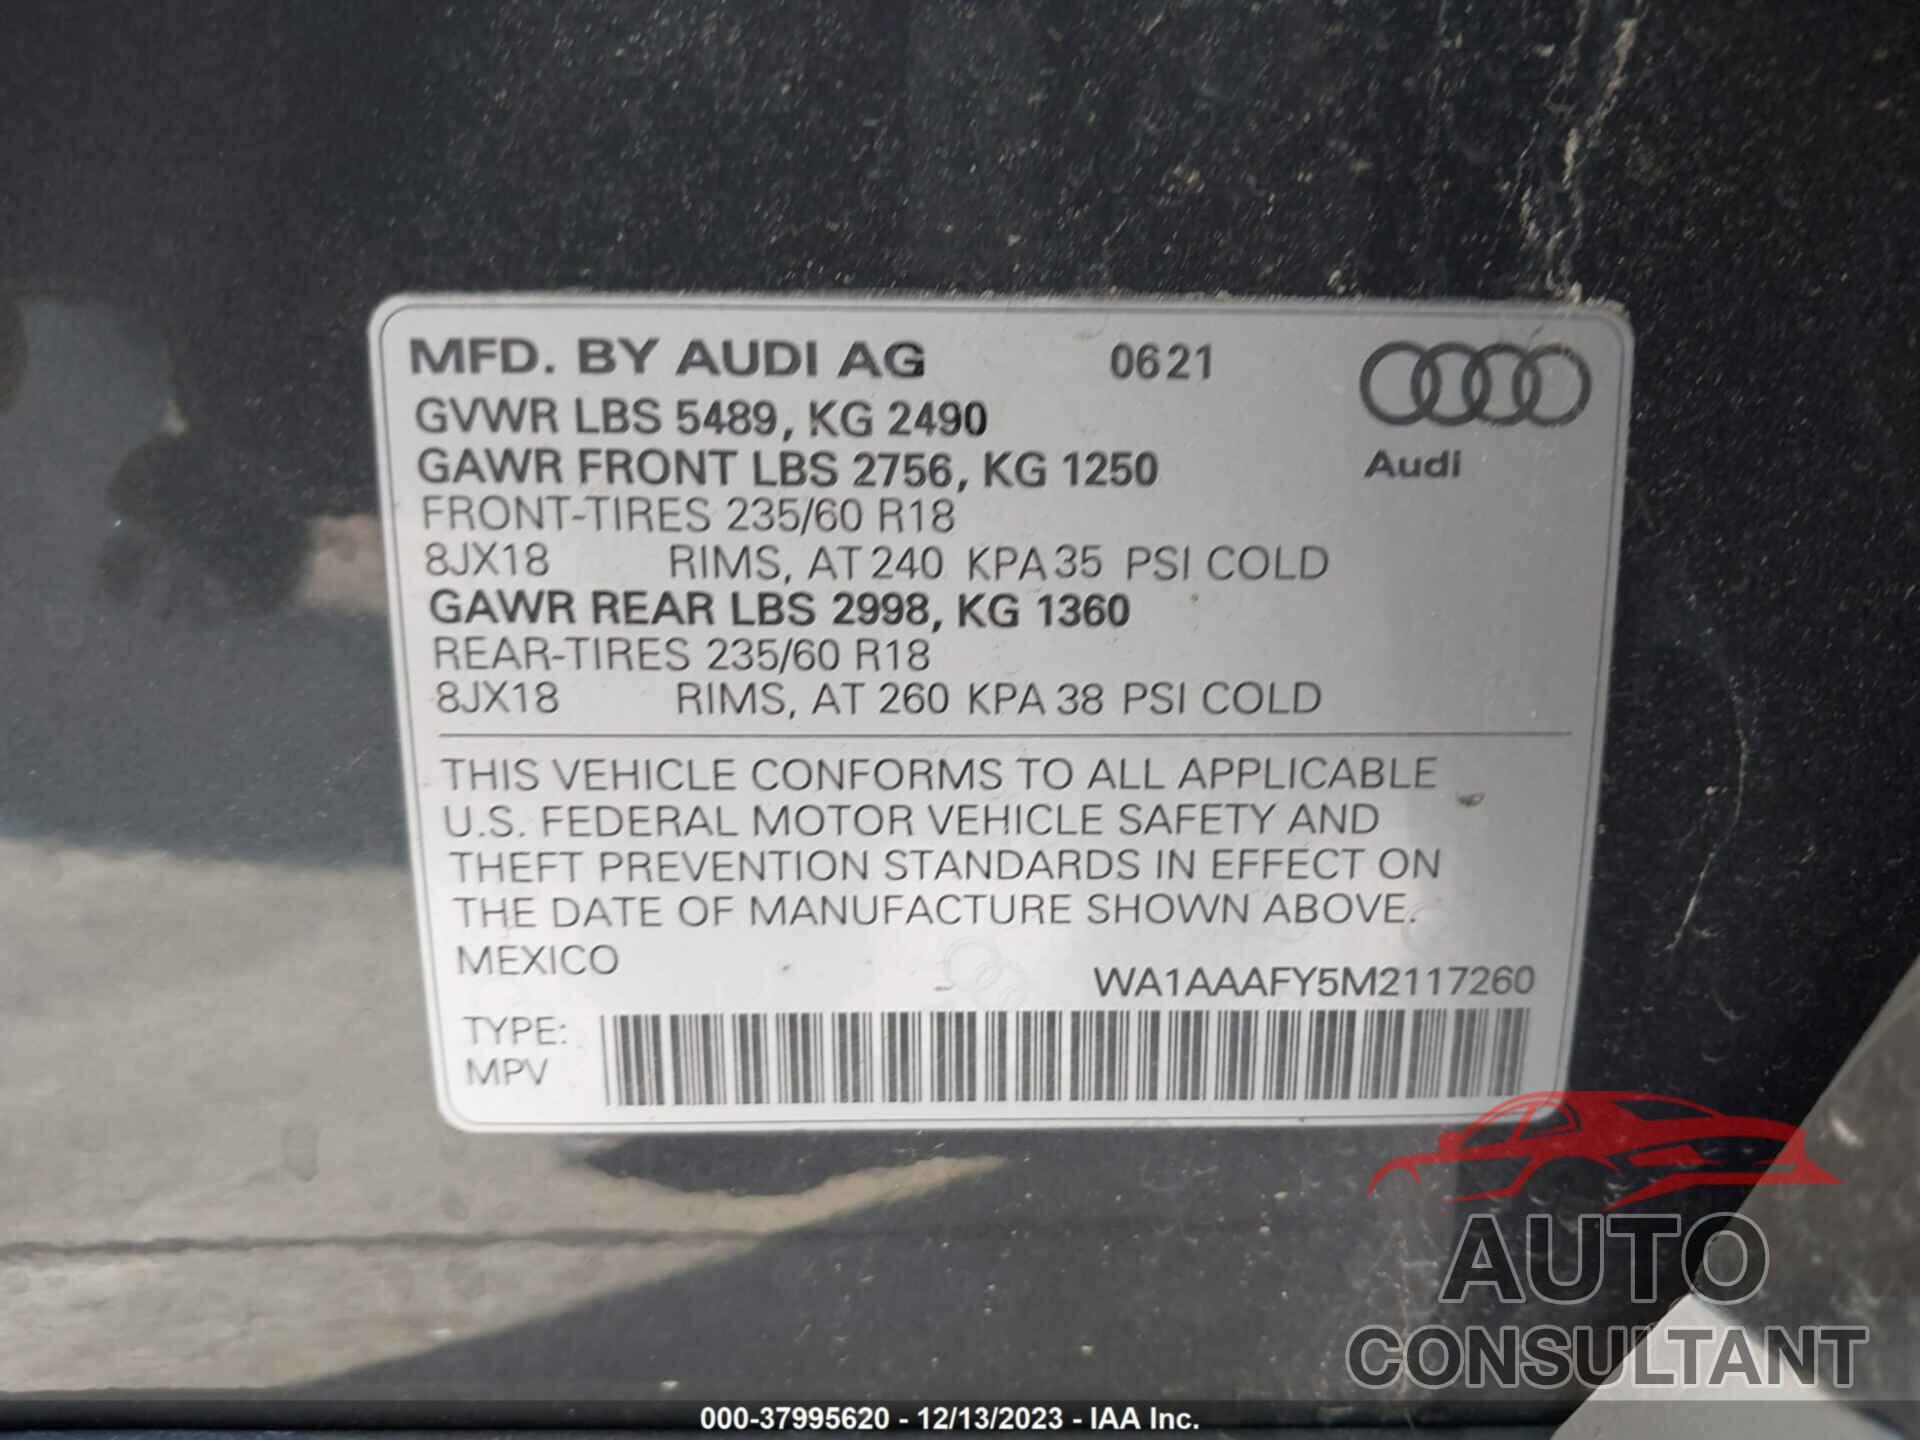 MFD. BY AUDI AG 0621
GVWR LBS 5489, KG 2490
GAWR FRONT LBS 2756, KG 1250
Audi
FRONT-TIRES 235/60 R18
8JX18 RIMS, AT 240 KPA 35 PSI COLD
GAWR REAR LBS 2998, KG 1360
REAR-TIRES 235/60 R18
8JX18 RIMS, AT 260 KPA 38 PSI COLD
THIS VEHICLE CONFORMS TO ALL APPLICABLE
U.S. FEDERAL MOTOR VEHICLE SAFETY AND
THEFT PREVENTION STANDARDS IN EFFECT ON
THE DATE OF MANUFACTURE SHOWN ABOVE.
MEXICO
WA1AAAFY5M2117260
TYPE:
MPV
AUTO
CONSULTANT
000-37995620 - 12/13/2023 - IAA Inc.